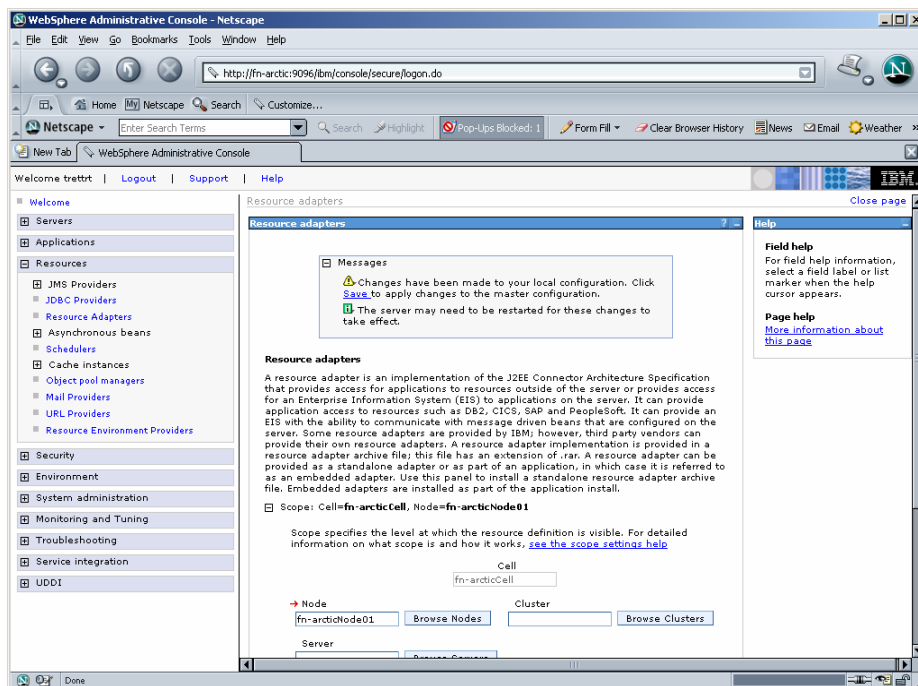 WebSphere Administrative Console - Netscape
File Edit View Go Bookmarks Tools Window Help
http://fn-arctic:9096/ibm/console/secure/logon.do
Home My Netscape Search Customize...
Netscape Enter Search Terms Search Highlight Pop-Ups Blocked: 1 Form Fill Clear Browser History News Email Weather »
New Tab WebSphere Administrative Console
Welcome trettrt | Logout | Support | Help IBM.
Welcome
Servers
Applications
Resources
JMS Providers
JDBC Providers
Resource Adapters
Asynchronous beans
Schedulers
Cache instances
Object pool managers
Mail Providers
URL Providers
Resource Environment Providers
Security
Environment
System administration
Monitoring and Tuning
Troubleshooting
Service integration
UDDI
Resource adapters Close page
Resource adapters ? _
Messages
Changes have been made to your local configuration. Click
Save to apply changes to the master configuration.
The server may need to be restarted for these changes to
take effect.
Resource adapters
A resource adapter is an implementation of the J2EE Connector Architecture Specification
that provides access for applications to resources outside of the server or provides access
for an Enterprise Information System (EIS) to applications on the server. It can provide
application access to resources such as DB2, CICS, SAP and PeopleSoft. It can provide an
EIS with the ability to communicate with message driven beans that are configured on the
server. Some resource adapters are provided by IBM; however, third party vendors can
provide their own resource adapters. A resource adapter implementation is provided in a
resource adapter archive file; this file has an extension of .rar. A resource adapter can be
provided as a standalone adapter or as part of an application, in which case it is referred to
as an embedded adapter. Use this panel to install a standalone resource adapter archive
file. Embedded adapters are installed as part of the application install.
Scope: Cell=fn-arcticCell, Node=fn-arcticNode01
Scope specifies the level at which the resource definition is visible. For detailed
information on what scope is and how it works, see the scope settings help
Cell
fn-arcticCell
Node Cluster
fn-arcticNode01 Browse Nodes Browse Clusters
Server
Browse Servers
Help
Field help
For field help information,
select a field label or list
marker when the help
cursor appears.
Page help
More information about
this page
Done